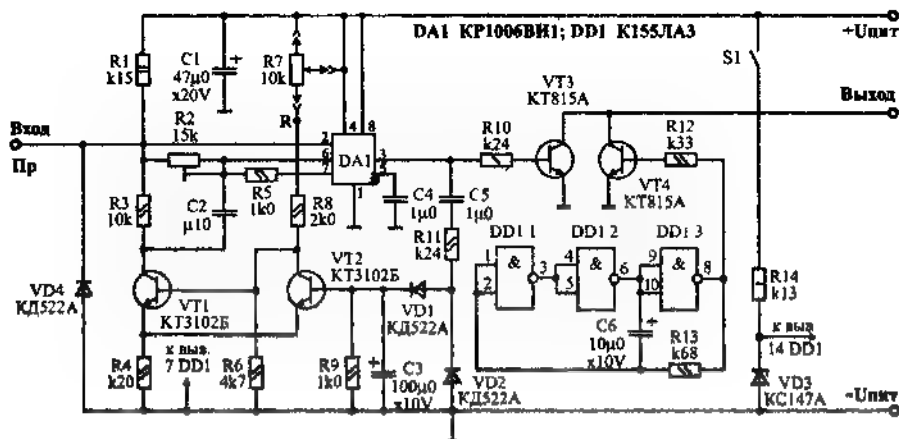 DA1 КР1006ВИ1; DD1 К155ЛА3
+Uпит
R1
k15
C1
47µ0
x20V
+
R7
10k
S1
VT3
КТ815А
Выход
Вход
Пр
R2
15k
R
2
4
8
6
7
3
5
1
DA1
R10
k24
R12
k33
R3
10k
C2
µ10
R5
1k0
R8
2k0
C4
1µ0
C5
1µ0
VT4
КТ815А
R11
k24
DD1 1
DD1 2
DD1 3
&
&
&
1
2
3
4
5
6
9
10
8
VD4
КД522А
VT1
КТ3102Б
VT2
КТ3102Б
VD1
КД522А
R14
k13
C6
10µ0
x10V
+
R13
k68
к выв
14 DD1
R4
k20
к выв.
7 DD1
R6
4k7
R9
1k0
+
C3
100µ0
x10V
VD2
КД522А
VD3
КС147А
-Uпит